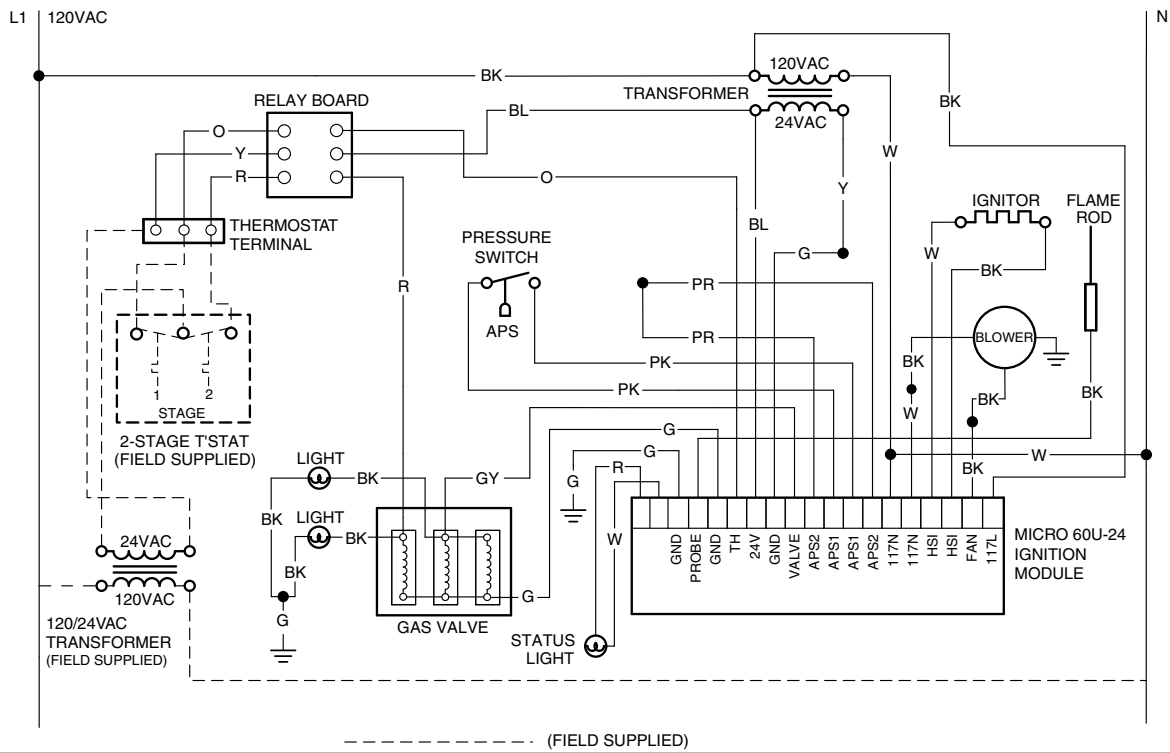 L1 120VAC N
BK
120VAC
TRANSFORMER
24VAC
BK
RELAY BOARD
BL
O
Y
R
O
W
Y
BL
G
THERMOSTAT
TERMINAL
PRESSURE
SWITCH
APS
R
PR
PR
PK
PK
IGNITOR
W
BK
FLAME
ROD
BLOWER
BK
W
BK
BK
BK
W
1 2
STAGE
2-STAGE T'STAT
(FIELD SUPPLIED)
LIGHT
BK
GY
LIGHT
BK
BK
BK
G
G
G
G
R
W
24VAC
120VAC
120/24VAC
TRANSFORMER
(FIELD SUPPLIED)
GAS VALVE
G
STATUS
LIGHT
GND
PROBE
GND
TH
24V
GND
VALVE
APS2
APS1
APS1
APS2
117N
117N
HSI
HSI
FAN
117L
MICRO 60U-24
IGNITION
MODULE
(FIELD SUPPLIED)